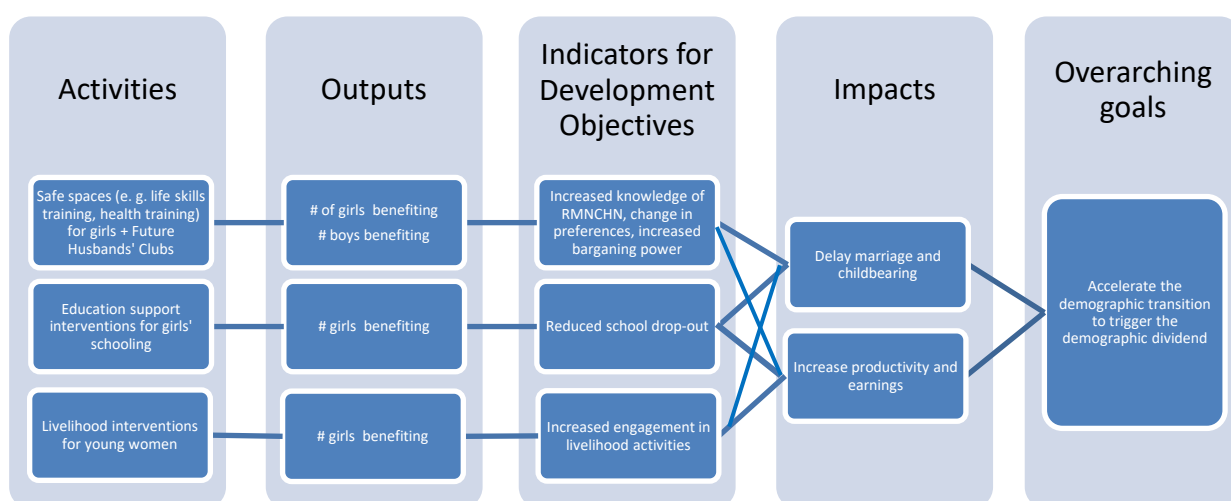 Activities
Safe spaces (e. g. life skills
training, health training)
for girls + Future
Husbands' Clubs
Education support
interventions for girls'
schooling
Livelihood interventions
for young women
Outputs
# of girls benefiting
# boys benefiting
# girls benefiting
# girls benefiting
Indicators for
Development
Objectives
Increased knowledge of
RMNCHN, change in
preferences, increased
barganing power
Reduced school drop-out
Increased engagement in
livelihood activities
Impacts
Delay marriage and
childbearing
Increase productivity and
earnings
Overarching
goals
Accelerate the
demographic transition
to trigger the
demographic dividend